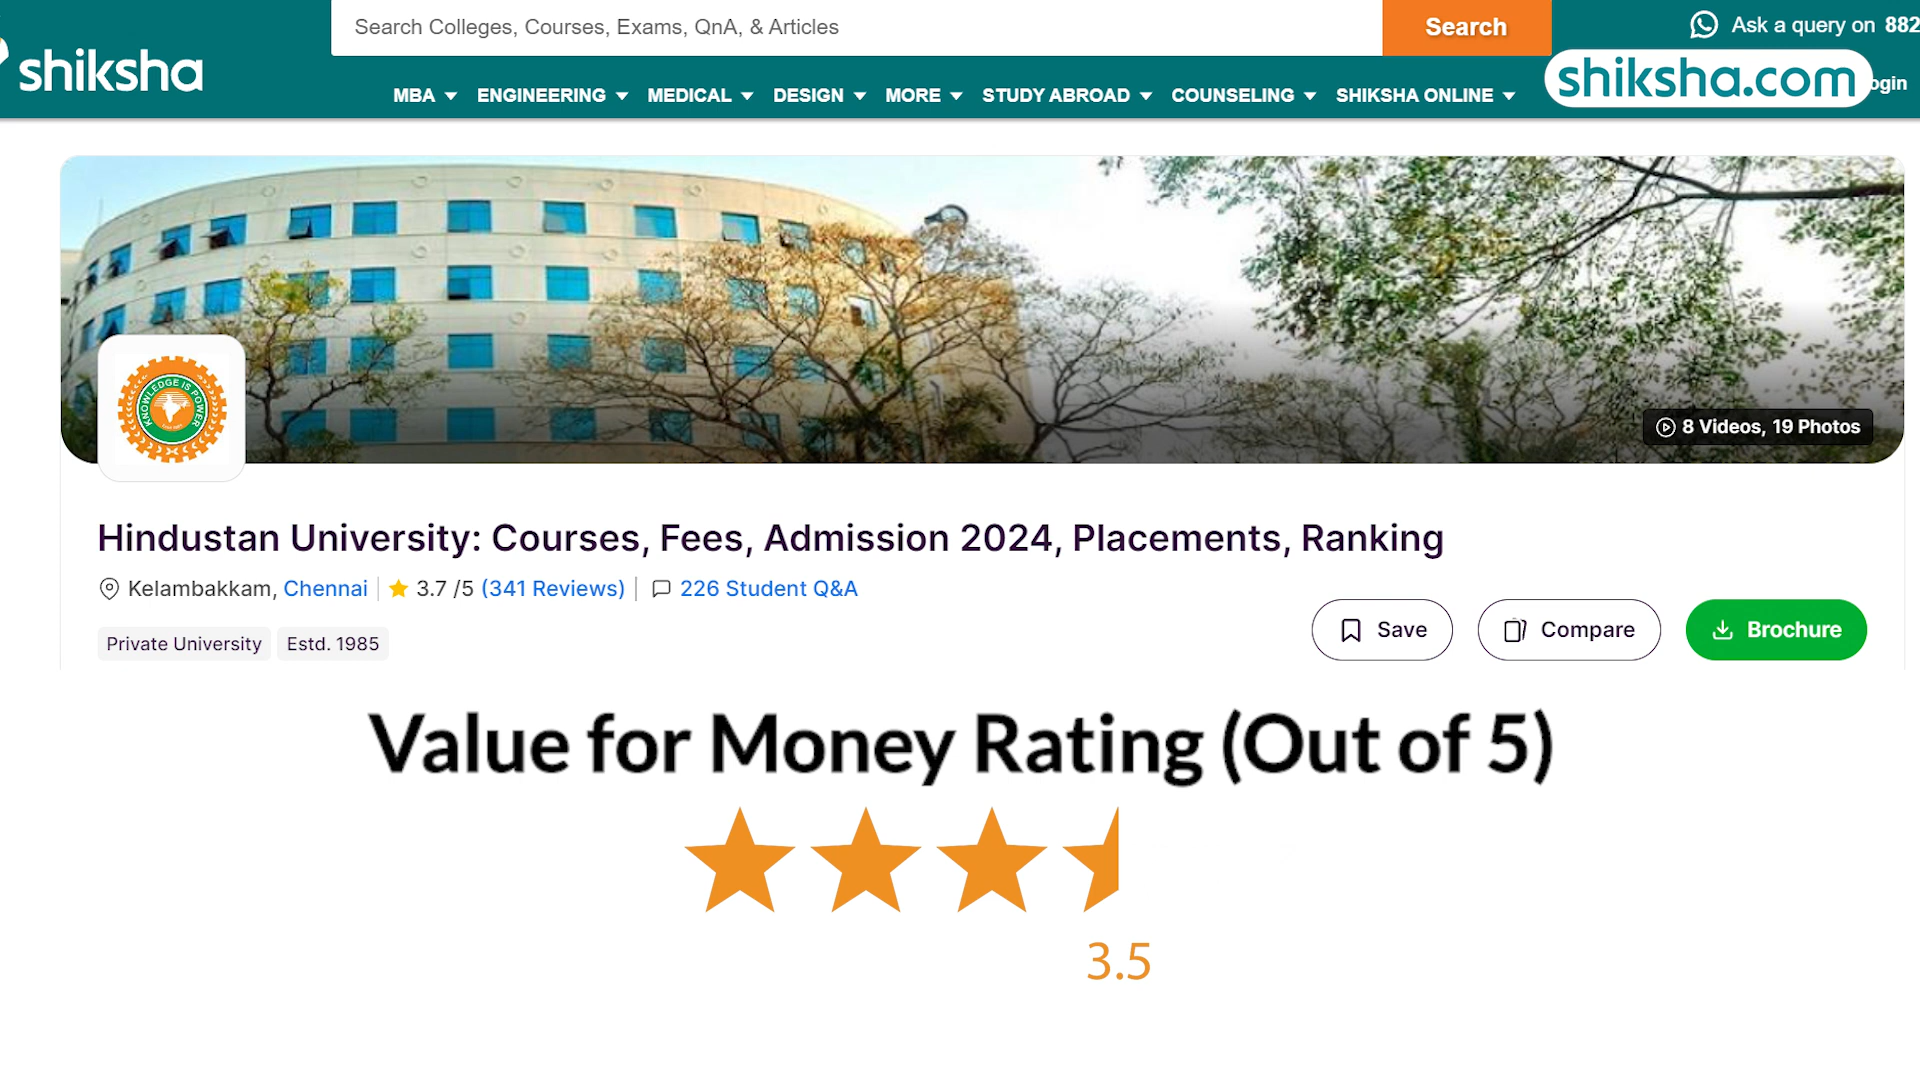 shiksha
Search Colleges, Courses, Exams, QnA, & Articles
Search
Ask a query on 882
MBA
ENGINEERING
MEDICAL
DESIGN
MORE
STUDY ABROAD
COUNSELING
SHIKSHA ONLINE
shiksha.com
ogin
KNOWLEDGE IS POWER
8 Videos, 19 Photos
Hindustan University: Courses, Fees, Admission 2024, Placements, Ranking
Kelambakkam, Chennai
3.7 /5 (341 Reviews)
226 Student Q&A
Private University
Estd. 1985
Save
Compare
Brochure
Value for Money Rating (Out of 5)
3.5